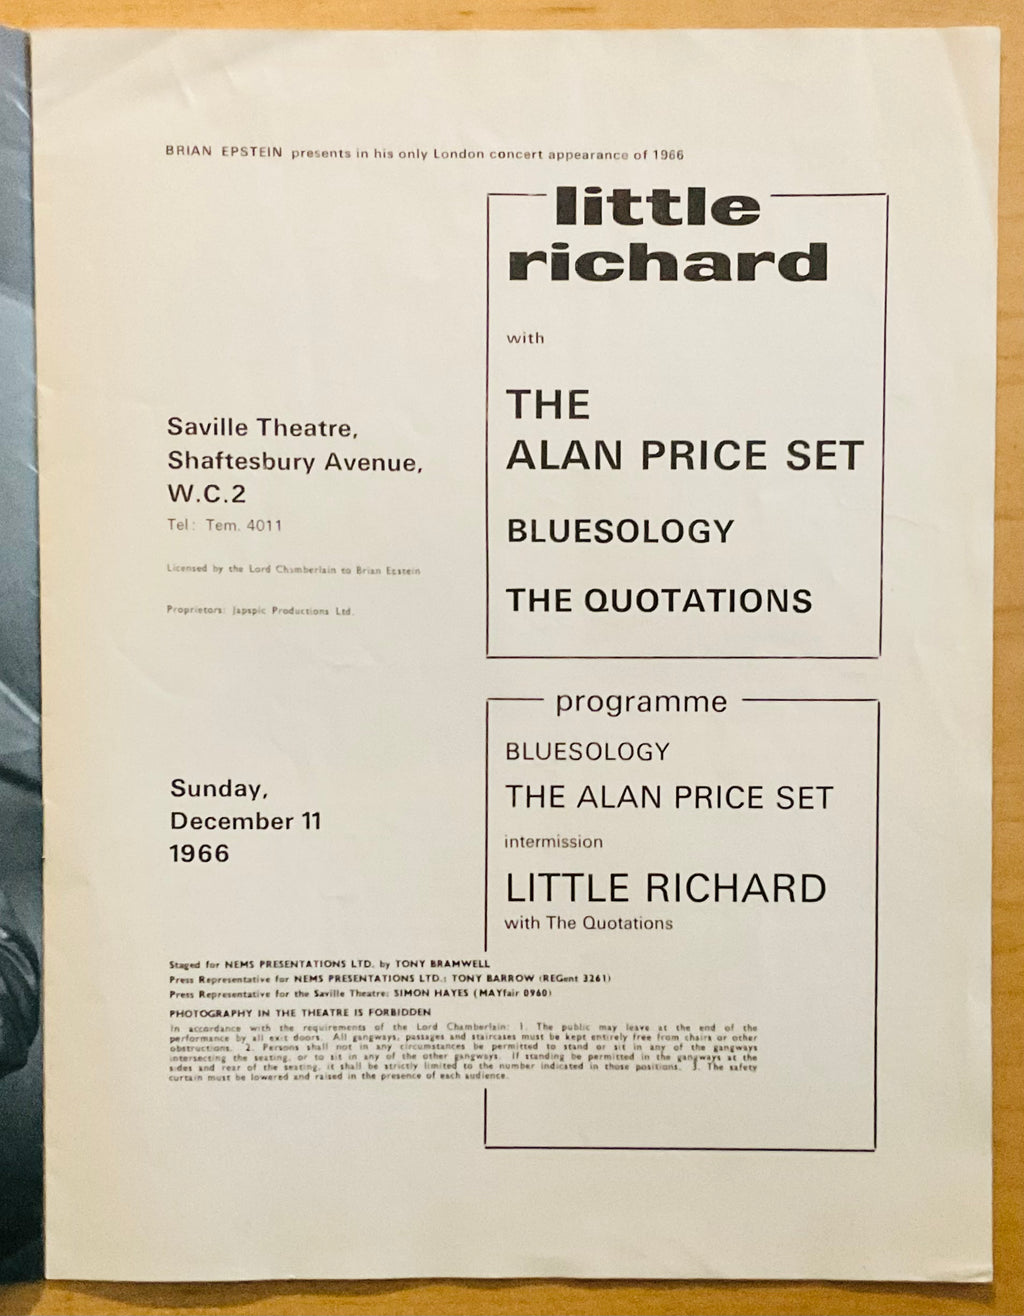 BRIAN EPSTEIN presents in his only London concert appearance of 1966
little
richard
with
THE
ALAN PRICE SET
BLUESOLOGY
THE QUOTATIONS
Saville Theatre,
Shaftesbury Avenue,
W.C.2
Tel: Tem. 4011
Licensed by the Lord Chamberlain to Brian Epstein
Proprietors: Japspic Productions Ltd.
programme
BLUESOLOGY
THE ALAN PRICE SET
intermission
LITTLE RICHARD
with The Quotations
Sunday,
December 11
1966
Staged for NEMS PRESENTATIONS LTD. by TONY BRAMWELL
Press Representative for NEMS PRESENTATIONS LTD.: TONY BARROW (REGent 3261)
Press Representative for the Saville Theatre: SIMON HAYES (MAYfair 0960)
PHOTOGRAPHY IN THE THEATRE IS FORBIDDEN
In accordance with the requirements of the Lord Chamberlain: 1. The public may leave at the end of the
performance by all exit doors. All gangways, passages and staircases must be kept entirely free from chairs or other
obstructions. 2. Persons shall not in any circumstances be permitted to stand or sit in any of the gangways
intersecting the seating, or to sit in any of the other gangways. If standing be permitted in the gangways at the
sides and rear of the seating, it shall be strictly limited to the number indicated in those positions. 3. The safety
curtain must be lowered and raised in the presence of each audience.